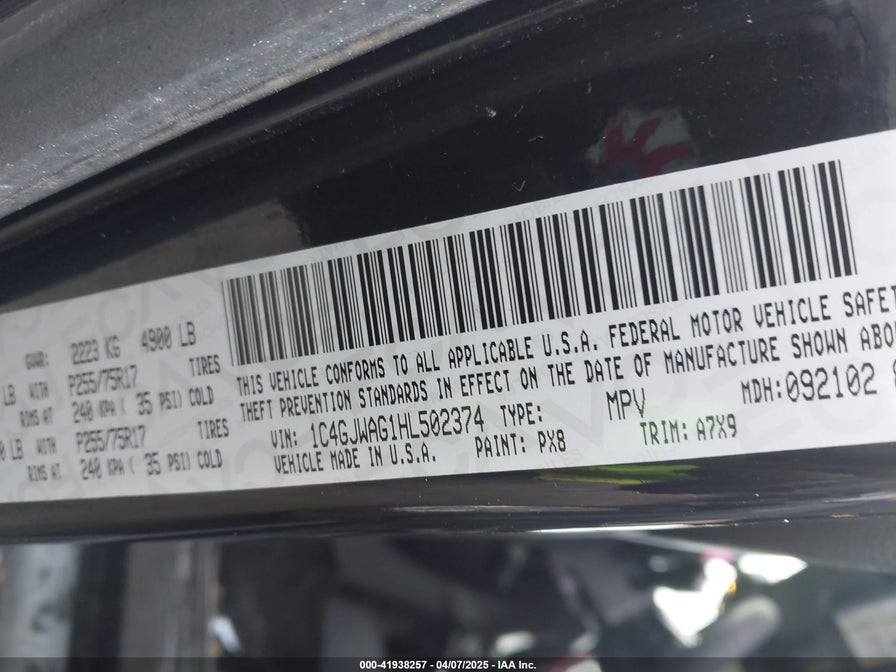 GVWR: 2223 KG 4900 LB
LB WITH P255/75R17 TIRES
RIMS AT 240 KPA( 35 PSI) COLD
0 LB WITH P255/75R17 TIRES
RIMS AT 240 KPA( 35 PSI) COLD
THIS VEHICLE CONFORMS TO ALL APPLICABLE U.S.A. FEDERAL MOTOR VEHICLE SAFE
THEFT PREVENTION STANDARDS IN EFFECT ON THE DATE OF MANUFACTURE SHOWN ABO
VIN: 1C4GJWAG1HL502374 TYPE: MPV MDH:092102
VEHICLE MADE IN U.S.A. PAINT: PX8 TRIM: A7X9
000-41938257 - 04/07/2025 - IAA Inc.